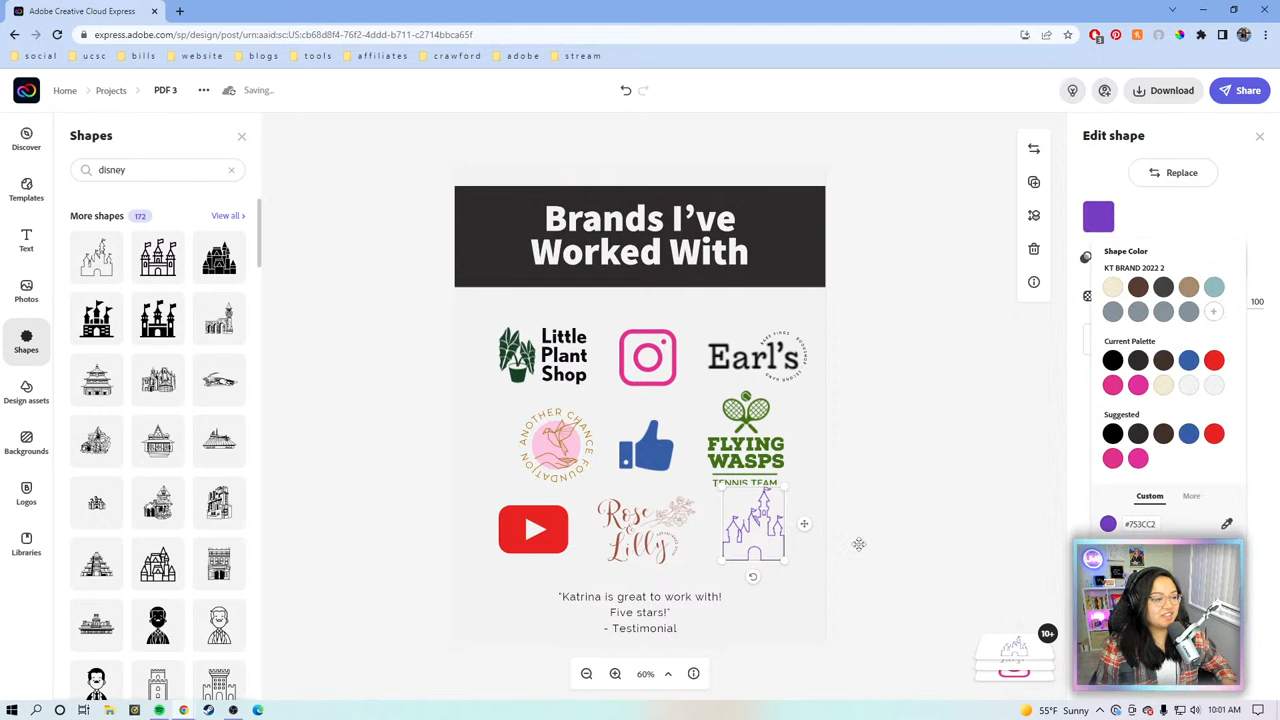 Adobe Creative Cloud Express
express.adobe.com/sp/design/post/urn:aaid:sc:US:cb68d8f4-76f2-4ddd-b711-c2714bbca65f
social
ucsc
bills
website
blogs
tools
affiliates
crawford
adobe
stream
Home
Projects
PDF 3
Saving...
Download
Share
Discover
Templates
Text
Photos
Shapes
Design assets
Backgrounds
Logos
Libraries
Shapes
disney
More shapes 172 View all
Brands I've
Worked With
Little
Plant
Shop
Earl's
ANOTHER CHANCE FOUNDATION
FLYING
WASPS
TENNIS TEAM
Rose
&
Lilly
"Katrina is great to work with!
Five stars!"
- Testimonial
60%
10+
Edit shape
Replace
Shape Color
KT BRAND 2022 2
100
Current Palette
Suggested
Custom More
#753CC2
55°F
10:01 AM